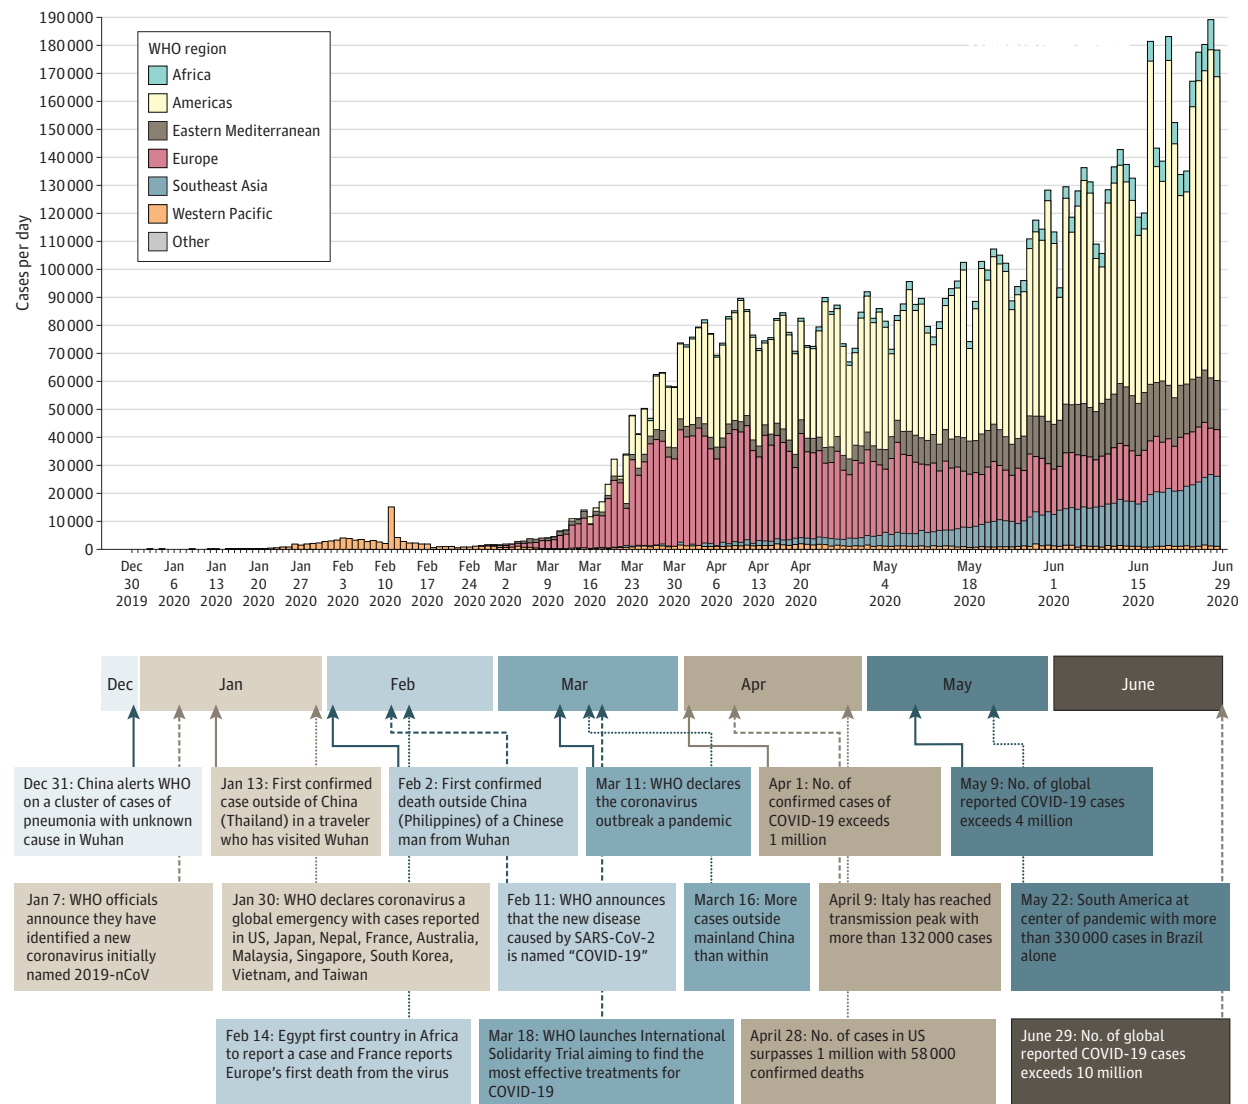 190 000
180 000
170 000
160 000
150 000
140 000
130 000
120 000
110 000
100 000
90 000
80 000
70 000
60 000
50 000
40 000
30 000
20 000
10 000
0
Cases per day
WHO region
Africa
Americas
Eastern Mediterranean
Europe
Southeast Asia
Western Pacific
Other
Dec Jan Jan Jan Jan Feb Feb Feb Feb Mar Mar Mar Mar Mar Apr Apr Apr May May Jun Jun Jun
30 6 13 20 27 3 10 17 24 2 9 16 23 30 6 13 20 4 18 1 15 29
2019 2020 2020 2020 2020 2020 2020 2020 2020 2020 2020 2020 2020 2020 2020 2020 2020 2020 2020 2020 2020 2020
Dec Jan Feb Mar Apr May June
Dec 31: China alerts WHO
on a cluster of cases of
pneumonia with unknown
cause in Wuhan
Jan 13: First confirmed
case outside of China
(Thailand) in a traveler
who has visited Wuhan
Feb 2: First confirmed
death outside China
(Philippines) of a Chinese
man from Wuhan
Mar 11: WHO declares
the coronavirus
outbreak a pandemic
Apr 1: No. of
confirmed cases of
COVID-19 exceeds
1 million
May 9: No. of global
reported COVID-19 cases
exceeds 4 million
Jan 7: WHO officials
announce they have
identified a new
coronavirus initially
named 2019-nCoV
Jan 30: WHO declares coronavirus a
global emergency with cases reported
in US, Japan, Nepal, France, Australia,
Malaysia, Singapore, South Korea,
Vietnam, and Taiwan
Feb 11: WHO announces
that the new disease
caused by SARS-CoV-2
is named “COVID-19”
March 16: More
cases outside
mainland China
than within
April 9: Italy has reached
transmission peak with
more than 132 000 cases
May 22: South America at
center of pandemic with more
than 330 000 cases in Brazil
alone
Feb 14: Egypt first country in Africa
to report a case and France reports
Europe’s first death from the virus
Mar 18: WHO launches International
Solidarity Trial aiming to find the
most effective treatments for
COVID-19
April 28: No. of cases in US
surpasses 1 million with 58 000
confirmed deaths
June 29: No. of global
reported COVID-19 cases
exceeds 10 million